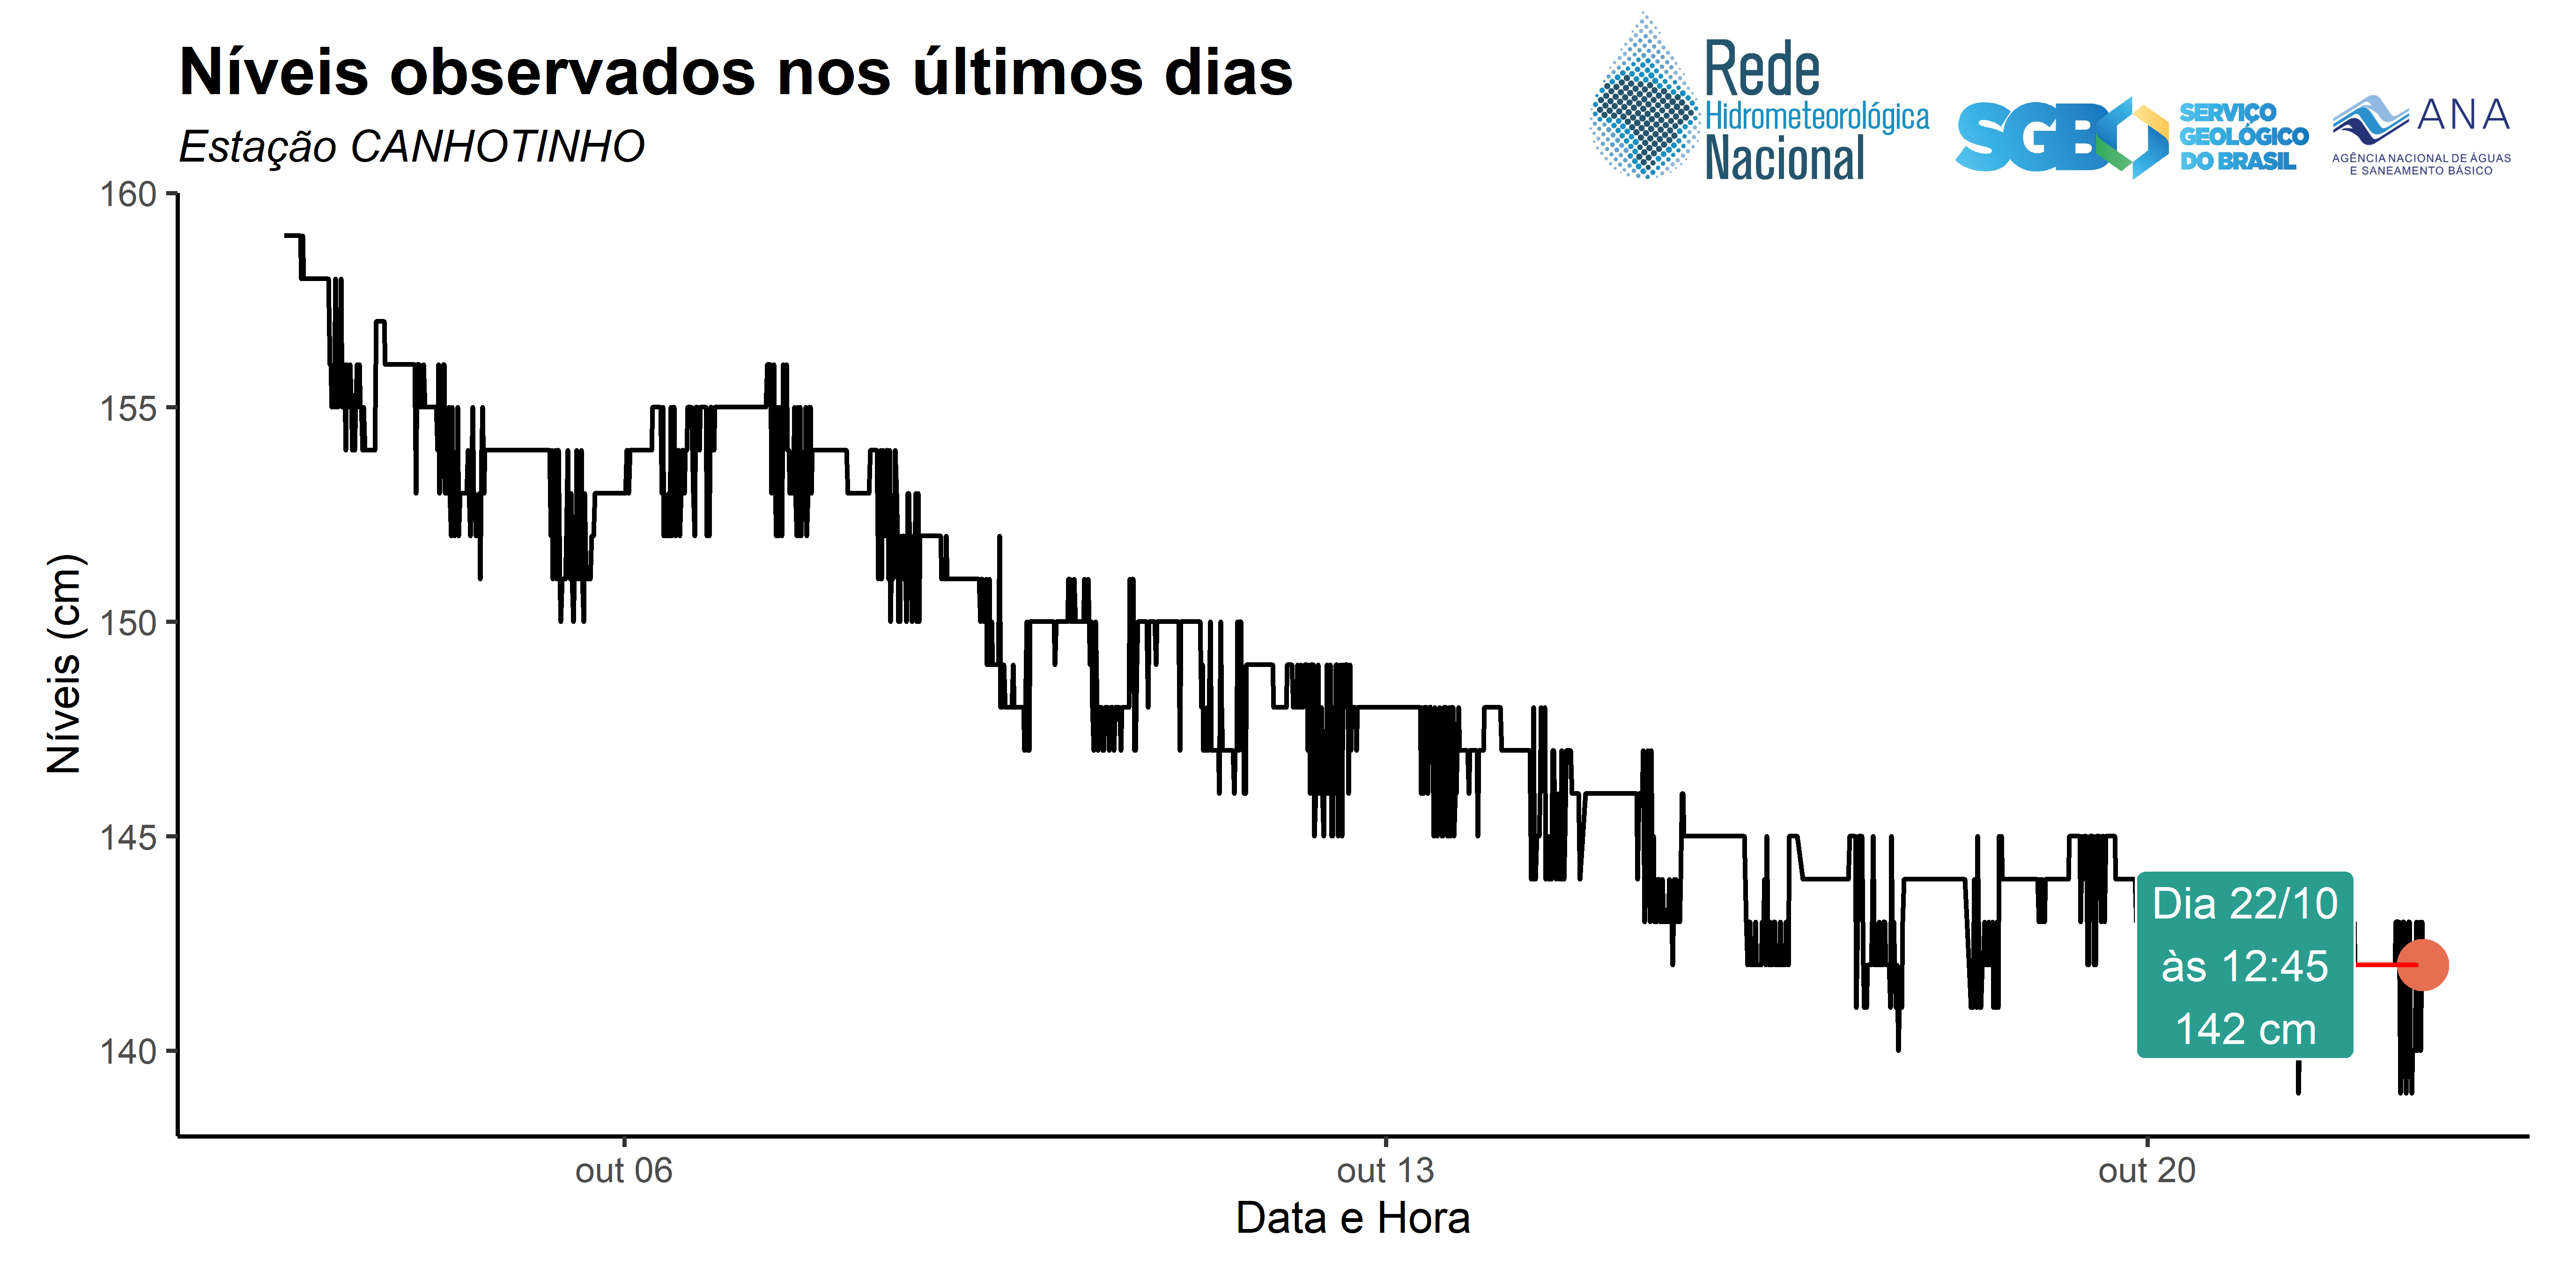 Níveis observados nos últimos dias
Estação CANHOTINHO
Rede
Hidrometeorológica
Nacional
SGB
SERVIÇO
GEOLÓGICO
DO BRASIL
ANA
AGÊNCIA NACIONAL DE ÁGUAS
E SANEAMENTO BÁSICO
160
155
150
145
140
Níveis (cm)
Dia 22/10
às 12:45
142 cm
out 06
out 13
out 20
Data e Hora